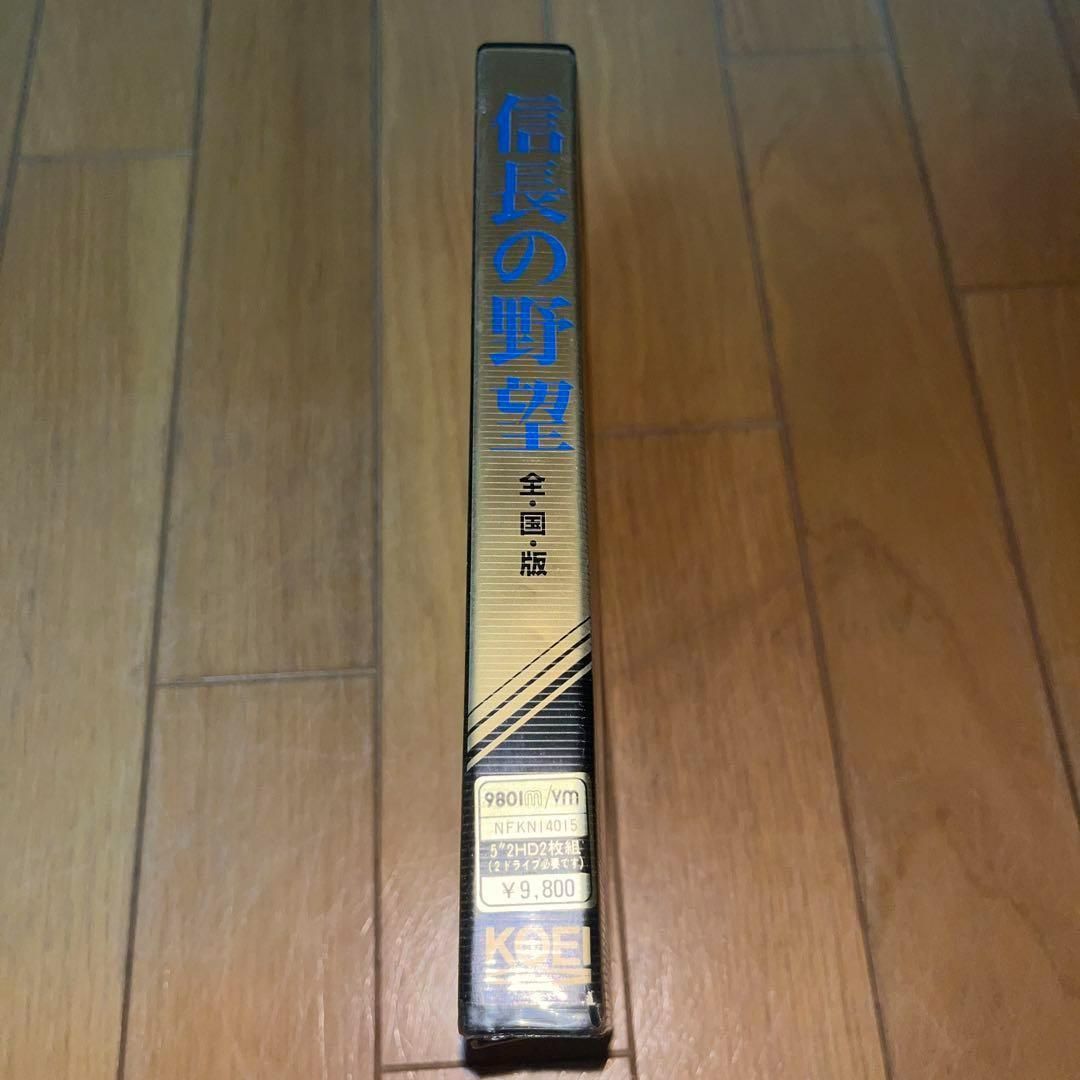 信長の野望
全・国・版
9801m/Vm
NFKN14015
5"2HD2枚組
(2ドライブ必要です)
￥9,800
KOEI